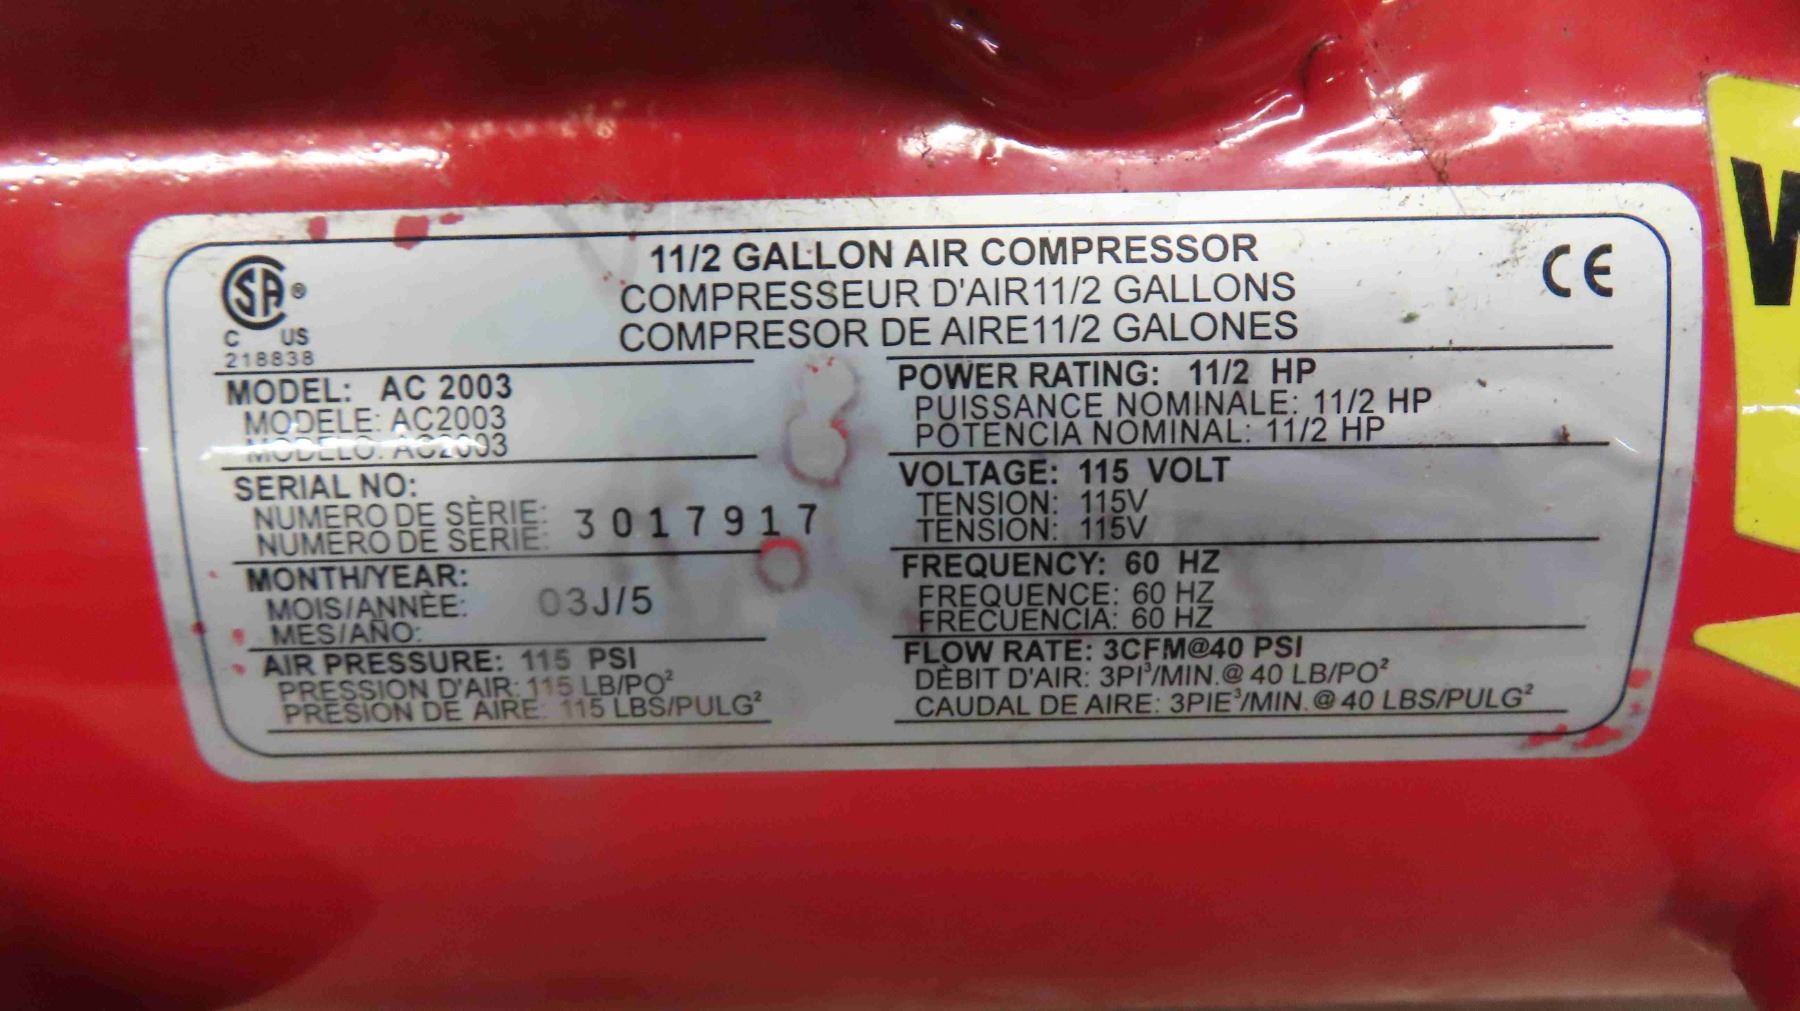 SA ®
C US
218838
11/2 GALLON AIR COMPRESSOR
COMPRESSEUR D'AIR11/2 GALLONS
COMPRESOR DE AIRE11/2 GALONES
CE
MODEL: AC 2003
MODELE: AC2003
MODELO: AC2003
SERIAL NO:
NUMERO DE SÈRIE: 3017917
NUMERO DE SERIE:
MONTH/YEAR:
MOIS/ANNÈE: 03J/5
MES/AÑO:
AIR PRESSURE: 115 PSI
PRESSION D'AIR: 115 LB/PO²
PRESION DE AIRE: 115 LBS/PULG²
POWER RATING: 11/2 HP
PUISSANCE NOMINALE: 11/2 HP
POTENCIA NOMINAL: 11/2 HP
VOLTAGE: 115 VOLT
TENSION: 115V
TENSION: 115V
FREQUENCY: 60 HZ
FREQUENCE: 60 HZ
FRECUENCIA: 60 HZ
FLOW RATE: 3CFM@40 PSI
DÈBIT D'AIR: 3PI³/MIN.@ 40 LB/PO²
CAUDAL DE AIRE: 3PIE³/MIN.@ 40 LBS/PULG²